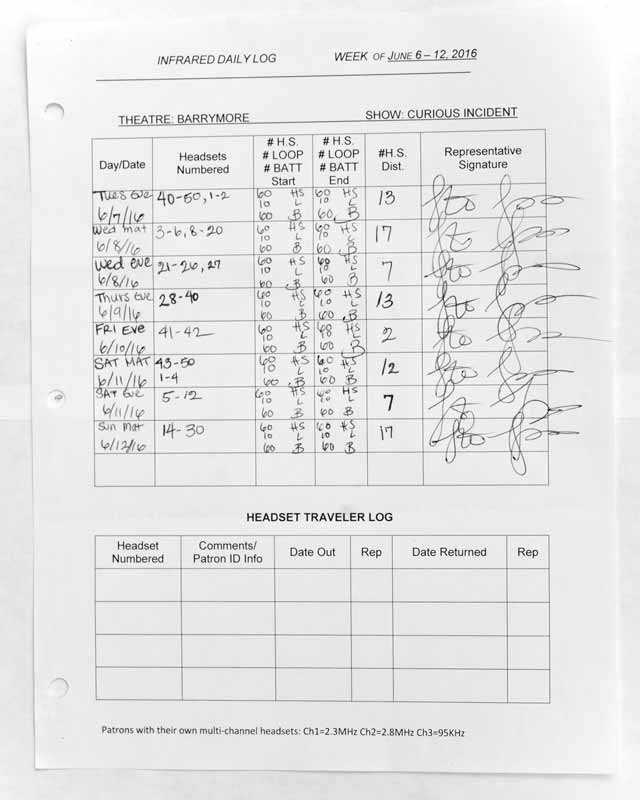 INFRARED DAILY LOG WEEK OF JUNE 6 – 12, 2016
THEATRE: BARRYMORE SHOW: CURIOUS INCIDENT
Day/Date Headsets Numbered # H.S. # LOOP # BATT Start # H.S. # LOOP # BATT End #H.S. Dist. Representative Signature
Tues Eve 40-50, 1-2 60 HS 60 HS 13
10 L 10 L
6/7/16 60 B 60 B
Wed mat 3-6, 8-20 60 HS 60 HS 17
10 L 10
6/8/16 60 B 60 B
Wed eve 21-26, 27 60 HS 60 HS 7
10 L 10 L
6/8/16 60 B 60 B
Thurs Eve 28-40 60 HS 60 HS 13
10 L 10 L
6/9/16 60 B 60 B
FRI Eve 41-42 60 HS 60 HS 2
10 L 10 L
6/10/16 60 B 60 B
SAT MAT 43-50 60 HS 60 HS 12
10 L 10 L
6/11/16 1-4 60 B 60 B
SAT Eve 5-12 60 HS 60 HS 7
10 L 10 L
6/11/16 60 B 60 B
Sun Mat 14-30 60 HS 60 HS 17
10 L 10 L
6/12/16 60 B 60 B
HEADSET TRAVELER LOG
Headset Numbered Comments/ Patron ID Info Date Out Rep Date Returned Rep
Patrons with their own multi-channel headsets: Ch1=2.3MHz Ch2=2.8MHz Ch3=95KHz